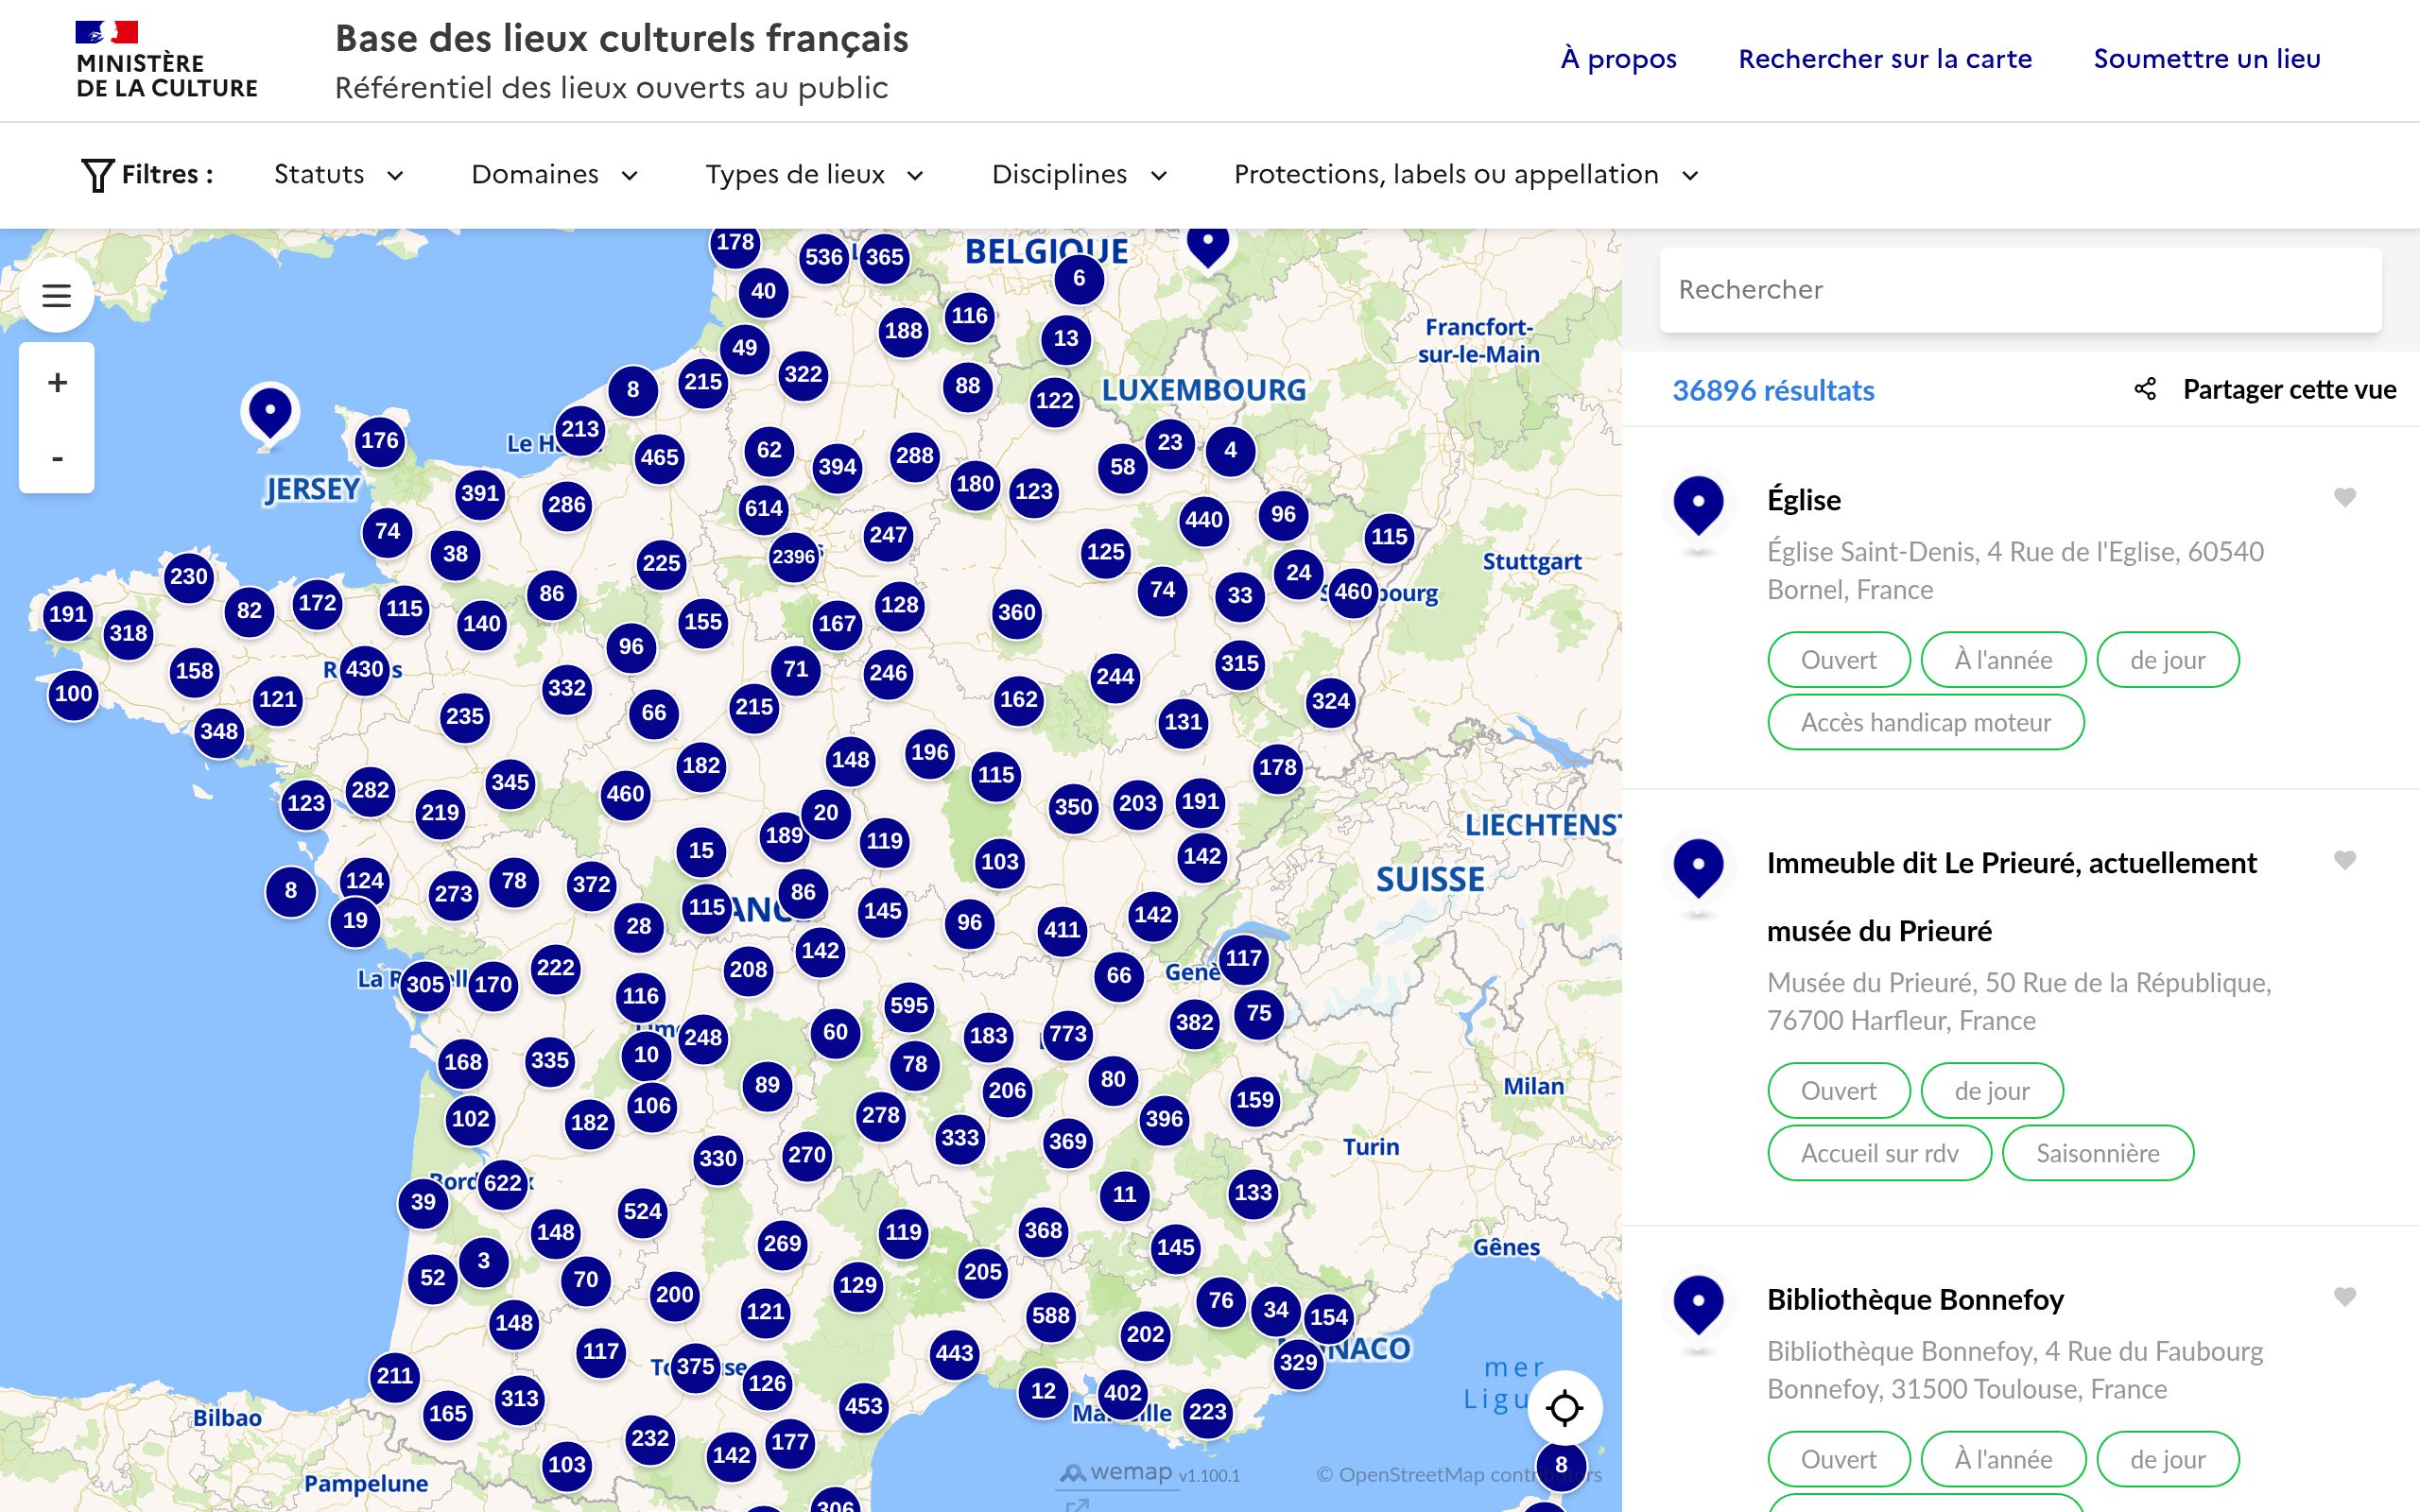 MINISTÈRE
DE LA CULTURE
Base des lieux culturels français
Référentiel des lieux ouverts au public
À propos
Rechercher sur la carte
Soumettre un lieu
Filtres :
Statuts
Domaines
Types de lieux
Disciplines
Protections, labels ou appellation
178
536
365
BELGIQUE
6
40
116
188
13
49
Francfort-
sur-le-Main
322
215
8
88
122
LUXEMBOURG
213
176
Le H
465
62
394
288
23
4
58
180
123
JERSEY
391
286
614
440
96
74
247
115
38
2396
125
225
Stuttgart
230
24
86
74
33
460
bourg
191
82
172
115
128
360
318
140
155
167
96
158
R
430
s
71
246
244
315
100
121
332
162
324
235
66
215
131
348
148
196
182
115
178
282
345
460
123
219
350
203
191
20
189
119
LIECHTENST
15
103
142
8
124
273
78
372
86
SUISSE
115
ANC
19
28
145
96
411
142
142
208
222
117
Genè
66
La R
305
ell
170
116
595
75
382
60
183
773
248
168
335
10
78
80
89
206
Milan
102
182
106
278
159
396
333
369
Turin
330
270
Bord
622
x
39
11
133
524
148
269
119
368
145
Gênes
3
52
70
205
200
129
121
76
34
154
148
588
202
117
NACO
To
375
se
443
329
211
126
mer
Ligu
12
402
Ma
lle
313
165
453
223
Bilbao
232
142
177
103
8
Pampelune
306
wemap v1.100.1
© OpenStreetMap contributors
+
-
Rechercher
36896 résultats
Partager cette vue
Église
Église Saint-Denis, 4 Rue de l'Eglise, 60540
Bornel, France
Ouvert
À l'année
de jour
Accès handicap moteur
Immeuble dit Le Prieuré, actuellement
musée du Prieuré
Musée du Prieuré, 50 Rue de la République,
76700 Harfleur, France
Ouvert
de jour
Accueil sur rdv
Saisonnière
Bibliothèque Bonnefoy
Bibliothèque Bonnefoy, 4 Rue du Faubourg
Bonnefoy, 31500 Toulouse, France
Ouvert
À l'année
de jour